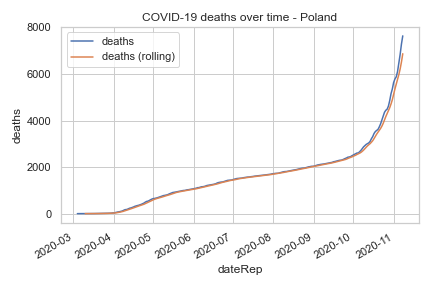 COVID-19 deaths over time - Poland
deaths
deaths (rolling)
8000
6000
4000
2000
0
deaths
2020-03
2020-04
2020-05
2020-06
2020-07
2020-08
2020-09
2020-10
2020-11
dateRep